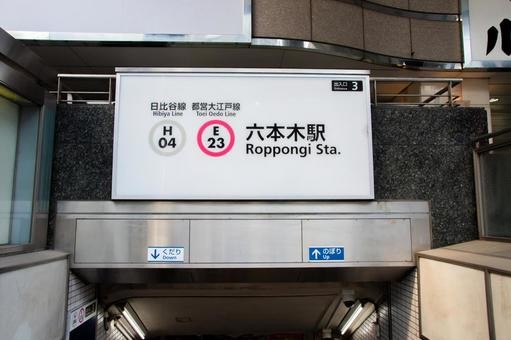 出入口 3
Entrance
日比谷線 都営大江戸線
Hibiya Line Toei Oedo Line
H 04
E 23
六本木駅
Roppongi Sta.
↓くだり
Down
↑のぼり
Up